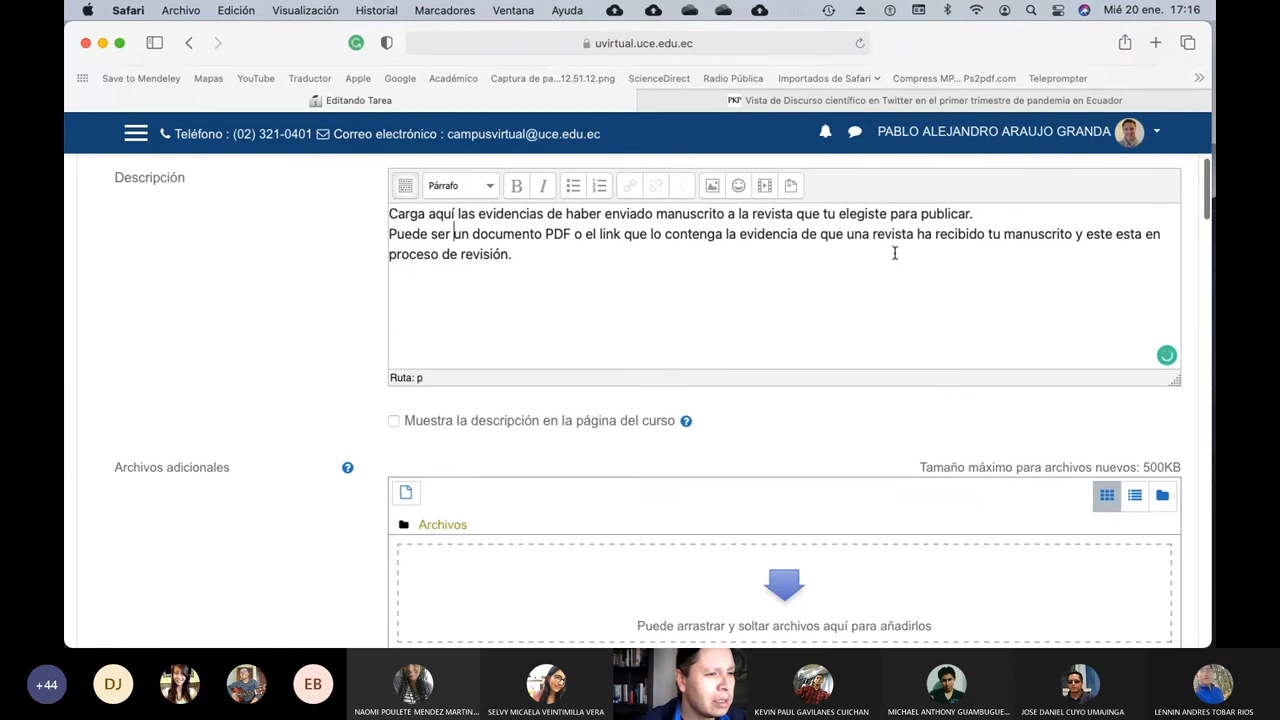 Safari Archivo Edición Visualización Historial Marcadores Ventana Ayuda Mié 20 ene. 17:16
uvirtual.uce.edu.ec
Save to Mendeley Mapas YouTube Traductor Apple Google Académico Captura de pa...12.51.12.png ScienceDirect Radio Pública Importados de Safari Compress MP... Ps2pdf.com Teleprompter
Editando Tarea PKP Vista de Discurso científico en Twitter en el primer trimestre de pandemia en Ecuador
Teléfono : (02) 321-0401 Correo electrónico : campusvirtual@uce.edu.ec PABLO ALEJANDRO ARAUJO GRANDA
Descripción
Párrafo B I
Carga aquí las evidencias de haber enviado manuscrito a la revista que tu elegiste para publicar.
Puede ser un documento PDF o el link que lo contenga la evidencia de que una revista ha recibido tu manuscrito y este esta en
proceso de revisión.
Ruta: p
Muestra la descripción en la página del curso ?
Archivos adicionales ? Tamaño máximo para archivos nuevos: 500KB
Archivos
Puede arrastrar y soltar archivos aquí para añadirlos
+44 DJ EB
NAOMI POULETE MENDEZ MARTIN... SELVY MICAELA VEINTIMILLA VERA KEVIN PAUL GAVILANES CUICHAN MICHAEL ANTHONY GUAMBUGUE... JOSE DANIEL CUYO UMAJINGA LENNIN ANDRES TOBAR RIOS